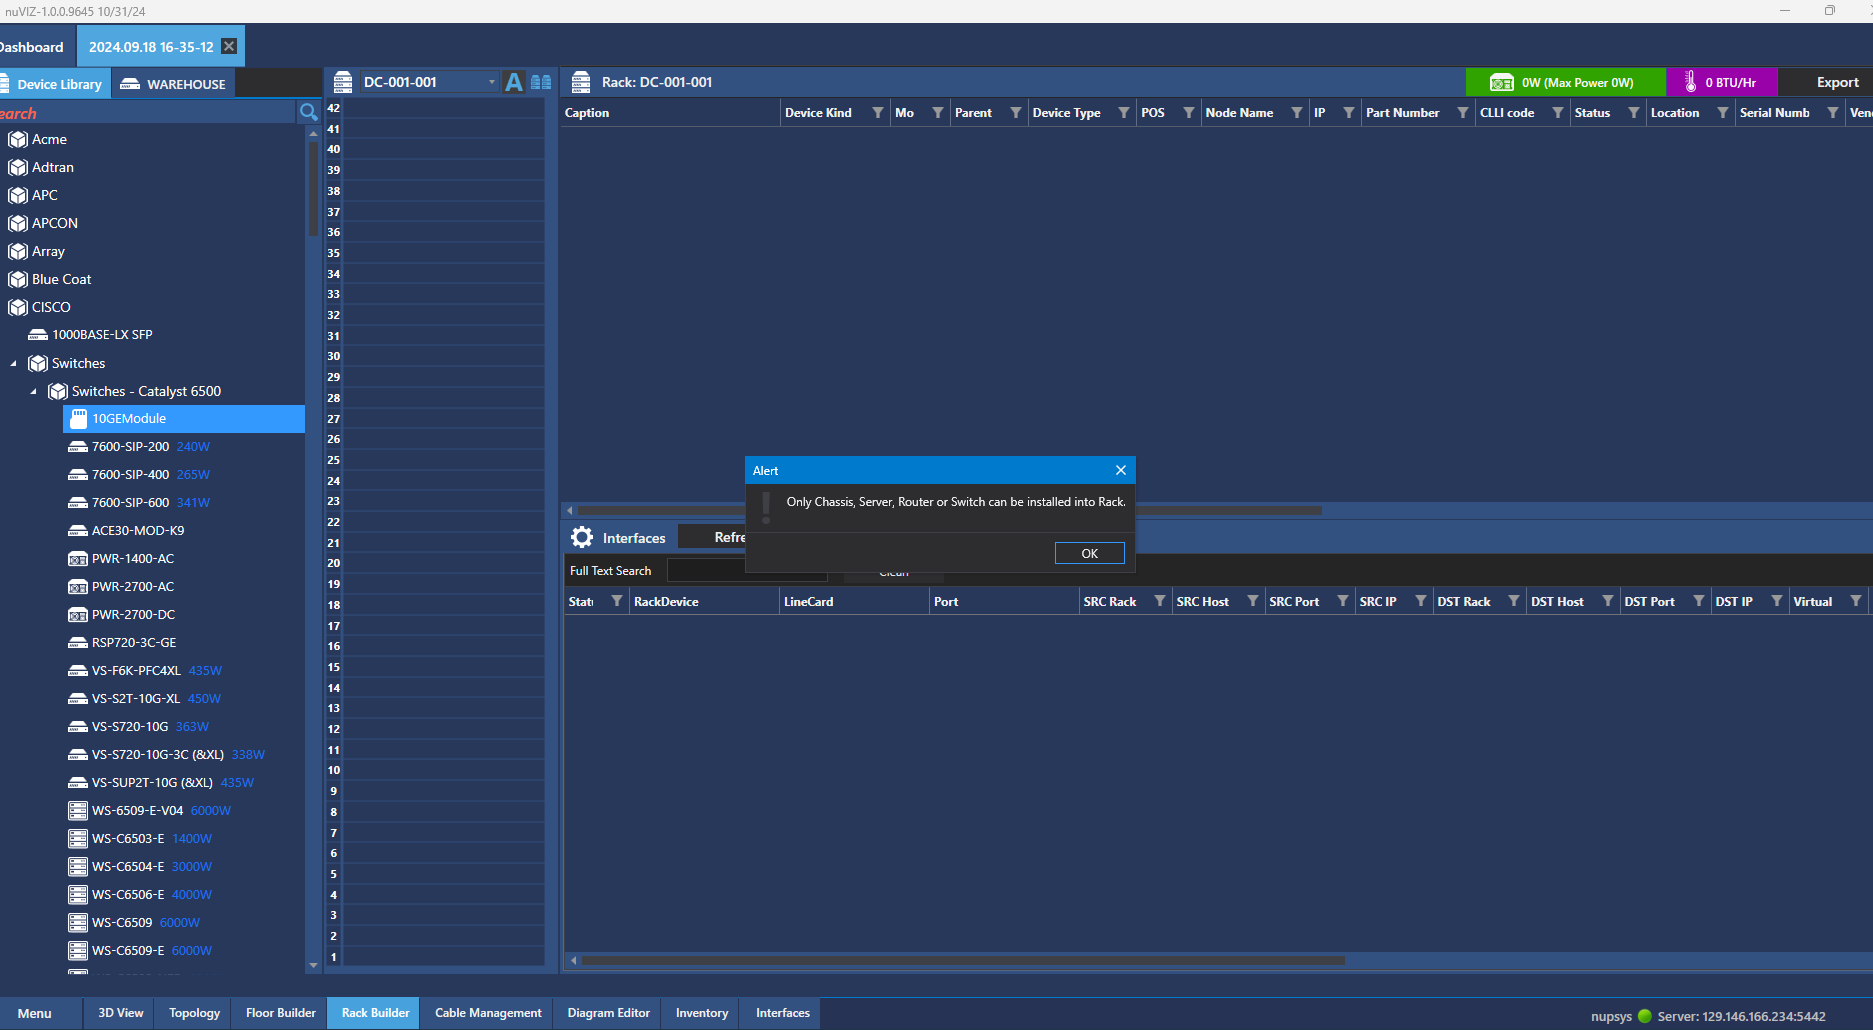 nuVIZ-1.0.0.9645 10/31/24
Dashboard
2024.09.18 16-35-12
Device Library
WAREHOUSE
DC-001-001
A
Rack: DC-001-001
0W (Max Power 0W)
0 BTU/Hr
Export
earch
Caption
Device Kind
Mo
Parent
Device Type
POS
Node Name
IP
Part Number
CLLI code
Status
Location
Serial Numb
Ven
Acme
Adtran
APC
APCON
Array
Blue Coat
CISCO
1000BASE-LX SFP
Switches
Switches - Catalyst 6500
10GEModule
7600-SIP-200 240W
7600-SIP-400 265W
7600-SIP-600 341W
ACE30-MOD-K9
PWR-1400-AC
PWR-2700-AC
PWR-2700-DC
RSP720-3C-GE
VS-F6K-PFC4XL 435W
VS-S2T-10G-XL 450W
VS-S720-10G 363W
VS-S720-10G-3C (&XL) 338W
VS-SUP2T-10G (&XL) 435W
WS-6509-E-V04 6000W
WS-C6503-E 1400W
WS-C6504-E 3000W
WS-C6506-E 4000W
WS-C6509 6000W
WS-C6509-E 6000W
42
41
40
39
38
37
36
35
34
33
32
31
30
29
28
27
26
25
24
23
22
21
20
19
18
17
16
15
14
13
12
11
10
9
8
7
6
5
4
3
2
1
Alert
Only Chassis, Server, Router or Switch can be installed into Rack.
OK
Interfaces
Refre
Full Text Search
Clean
Stat
RackDevice
LineCard
Port
SRC Rack
SRC Host
SRC Port
SRC IP
DST Rack
DST Host
DST Port
DST IP
Virtual
Menu
3D View
Topology
Floor Builder
Rack Builder
Cable Management
Diagram Editor
Inventory
Interfaces
nupsys
Server: 129.146.166.234:5442